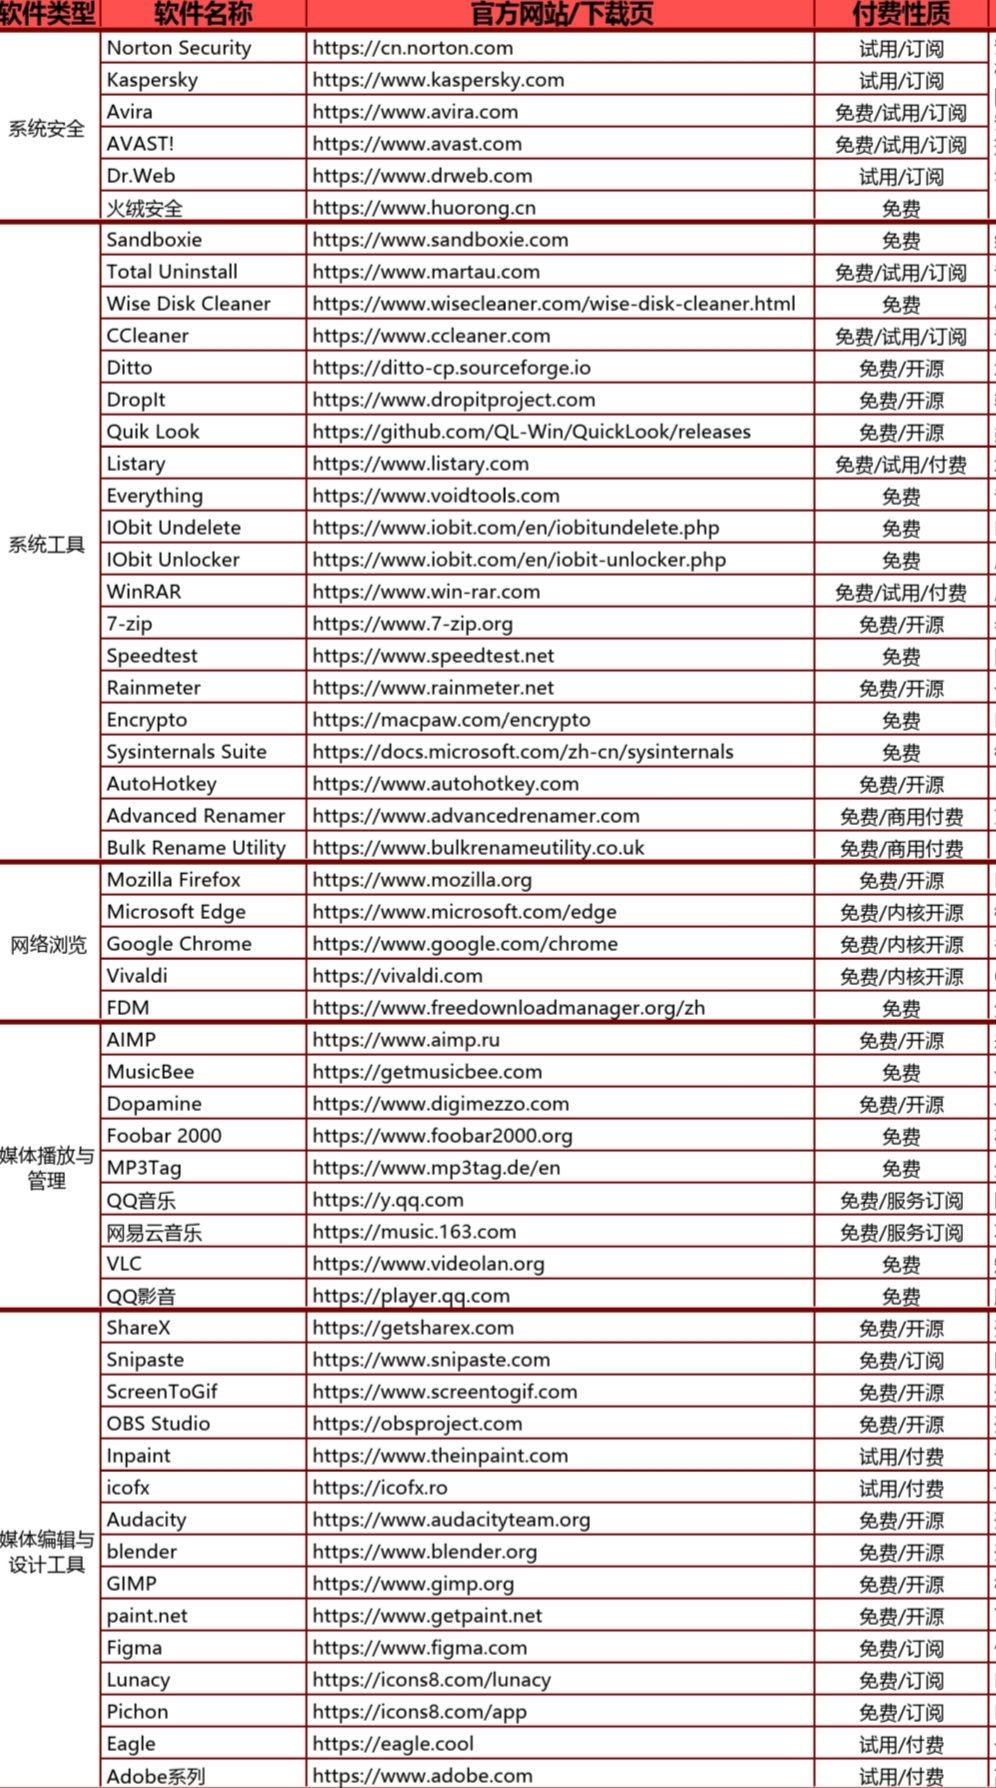 软件类型 软件名称 官方网站/下载页 付费性质
系统安全
Norton Security https://cn.norton.com 试用/订阅
Kaspersky https://www.kaspersky.com 试用/订阅
Avira https://www.avira.com 免费/试用/订阅
AVAST! https://www.avast.com 免费/试用/订阅
Dr.Web https://www.drweb.com 试用/订阅
火绒安全 https://www.huorong.cn 免费
系统工具
Sandboxie https://www.sandboxie.com 免费
Total Uninstall https://www.martau.com 免费/试用/订阅
Wise Disk Cleaner https://www.wisecleaner.com/wise-disk-cleaner.html 免费
CCleaner https://www.ccleaner.com 免费/试用/订阅
Ditto https://ditto-cp.sourceforge.io 免费/开源
DropIt https://www.dropitproject.com 免费/开源
Quik Look https://github.com/QL-Win/QuickLook/releases 免费/开源
Listary https://www.listary.com 免费/试用/付费
Everything https://www.voidtools.com 免费
IObit Undelete https://www.iobit.com/en/iobitundelete.php 免费
IObit Unlocker https://www.iobit.com/en/iobit-unlocker.php 免费
WinRAR https://www.win-rar.com 免费/试用/付费
7-zip https://www.7-zip.org 免费/开源
Speedtest https://www.speedtest.net 免费
Rainmeter https://www.rainmeter.net 免费/开源
Encrypto https://macpaw.com/encrypto 免费
Sysinternals Suite https://docs.microsoft.com/zh-cn/sysinternals 免费
AutoHotkey https://www.autohotkey.com 免费/开源
Advanced Renamer https://www.advancedrenamer.com 免费/商用付费
Bulk Rename Utility https://www.bulkrenameutility.co.uk 免费/商用付费
网络浏览
Mozilla Firefox https://www.mozilla.org 免费/开源
Microsoft Edge https://www.microsoft.com/edge 免费/内核开源
Google Chrome https://www.google.com/chrome 免费/内核开源
Vivaldi https://vivaldi.com 免费/内核开源
FDM https://www.freedownloadmanager.org/zh 免费
媒体播放与
管理
AIMP https://www.aimp.ru 免费/开源
MusicBee https://getmusicbee.com 免费
Dopamine https://www.digimezzo.com 免费/开源
Foobar 2000 https://www.foobar2000.org 免费
MP3Tag https://www.mp3tag.de/en 免费
QQ音乐 https://y.qq.com 免费/服务订阅
网易云音乐 https://music.163.com 免费/服务订阅
VLC https://www.videolan.org 免费
QQ影音 https://player.qq.com 免费
媒体编辑与
设计工具
ShareX https://getsharex.com 免费/开源
Snipaste https://www.snipaste.com 免费/订阅
ScreenToGif https://www.screentogif.com 免费/开源
OBS Studio https://obsproject.com 免费/开源
Inpaint https://www.theinpaint.com 试用/付费
icofx https://icofx.ro 试用/付费
Audacity https://www.audacityteam.org 免费/开源
blender https://www.blender.org 免费/开源
GIMP https://www.gimp.org 免费/开源
paint.net https://www.getpaint.net 免费/开源
Figma https://www.figma.com 免费/订阅
Lunacy https://icons8.com/lunacy 免费/订阅
Pichon https://icons8.com/app 免费/订阅
Eagle https://eagle.cool 试用/付费
Adobe系列 https://www.adobe.com 试用/付费